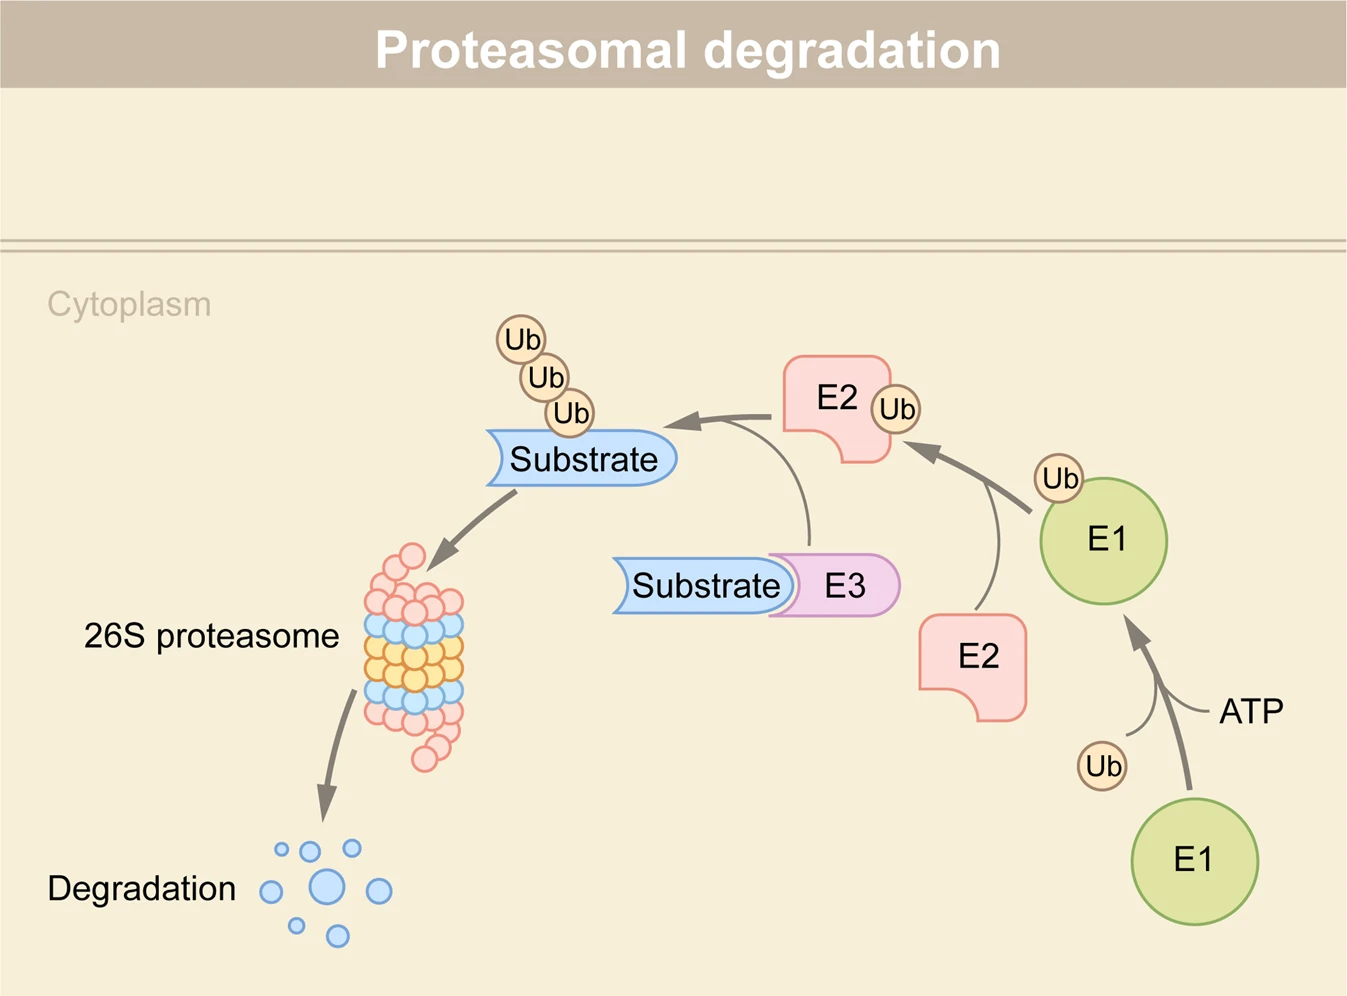 Proteasomal degradation
Cytoplasm
Ub
Ub
Ub
Substrate
E2
Ub
Ub
E1
Substrate
E3
E2
26S proteasome
ATP
Ub
E1
Degradation